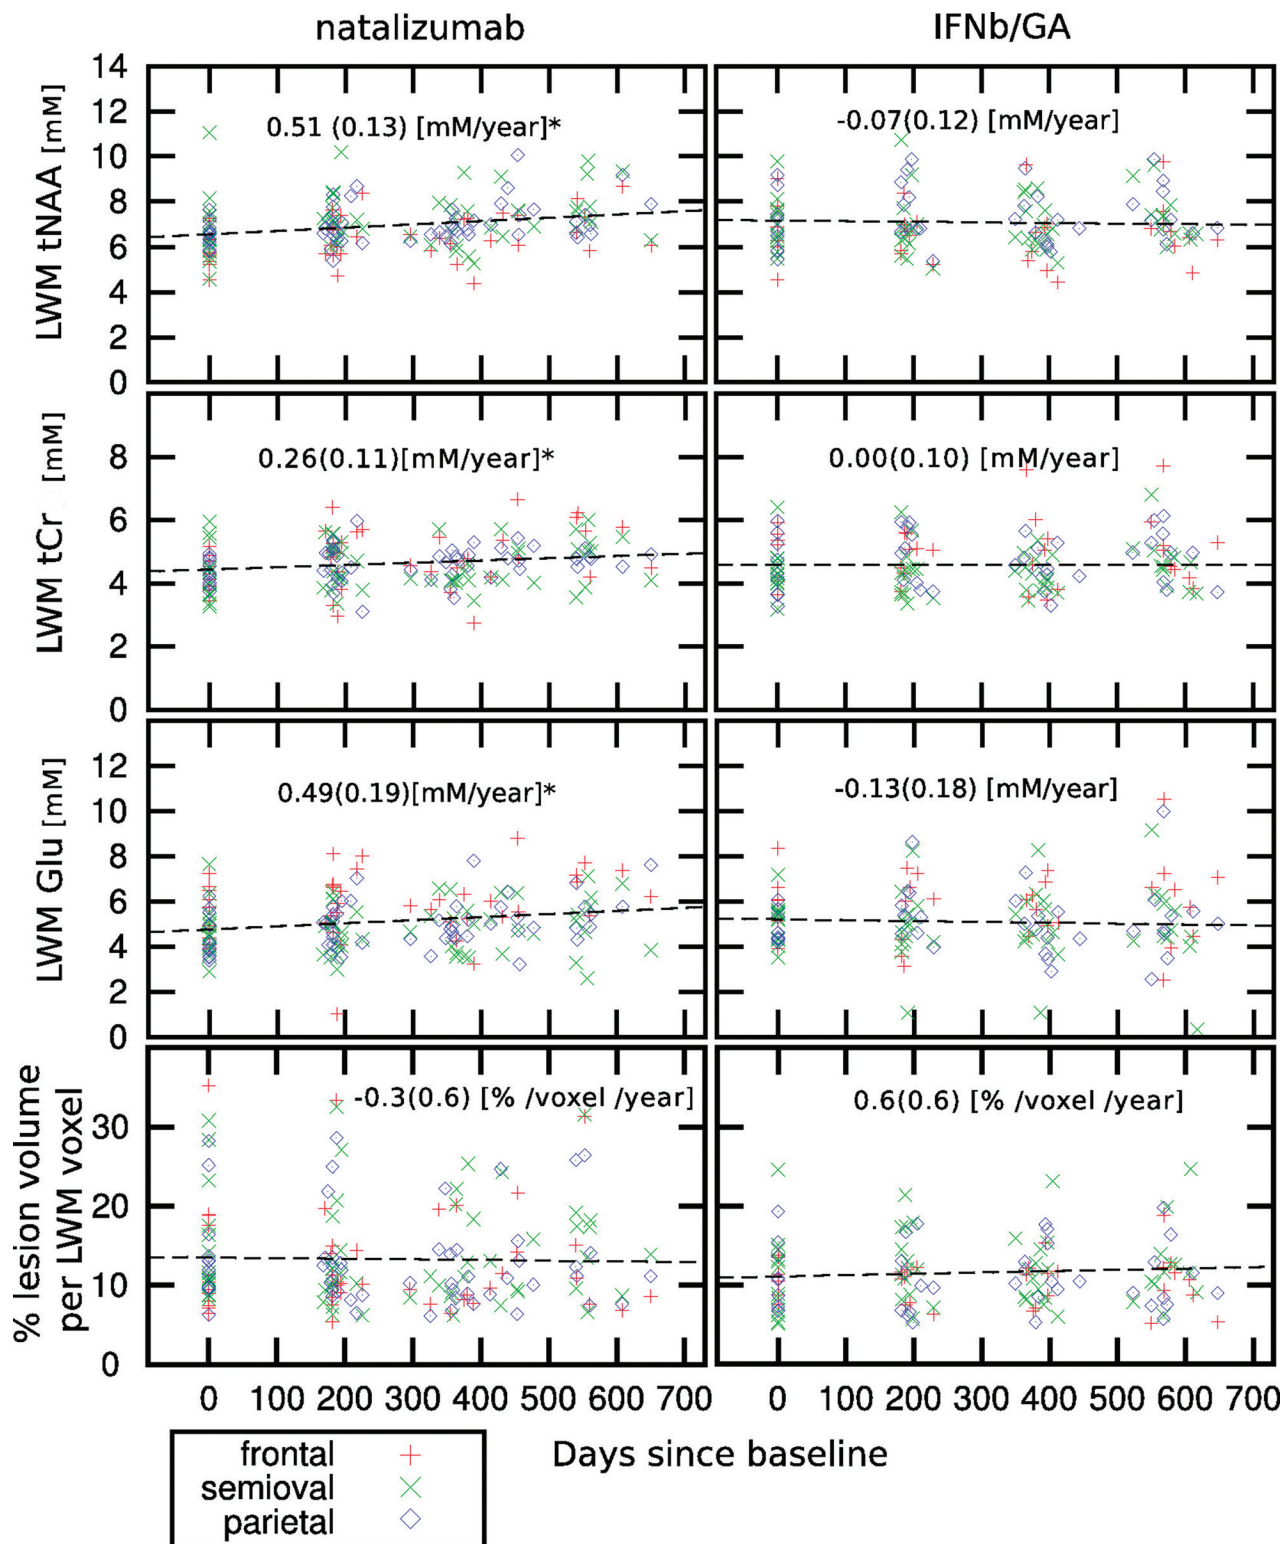 natalizumab IFNb/GA
LWM tNAA [mM]
14
12
10
8
6
4
2
0
0.51 (0.13) [mM/year]*
-0.07(0.12) [mM/year]
LWM tCr [mM]
8
6
4
2
0
0.26(0.11)[mM/year]*
0.00(0.10) [mM/year]
LWM Glu [mM]
12
10
8
6
4
2
0
0.49(0.19)[mM/year]*
-0.13(0.18) [mM/year]
% lesion volume
per LWM voxel
30
20
10
0
-0.3(0.6) [% /voxel /year]
0.6(0.6) [% /voxel /year]
0 100 200 300 400 500 600 700
0 100 200 300 400 500 600 700
Days since baseline
frontal
semioval
parietal